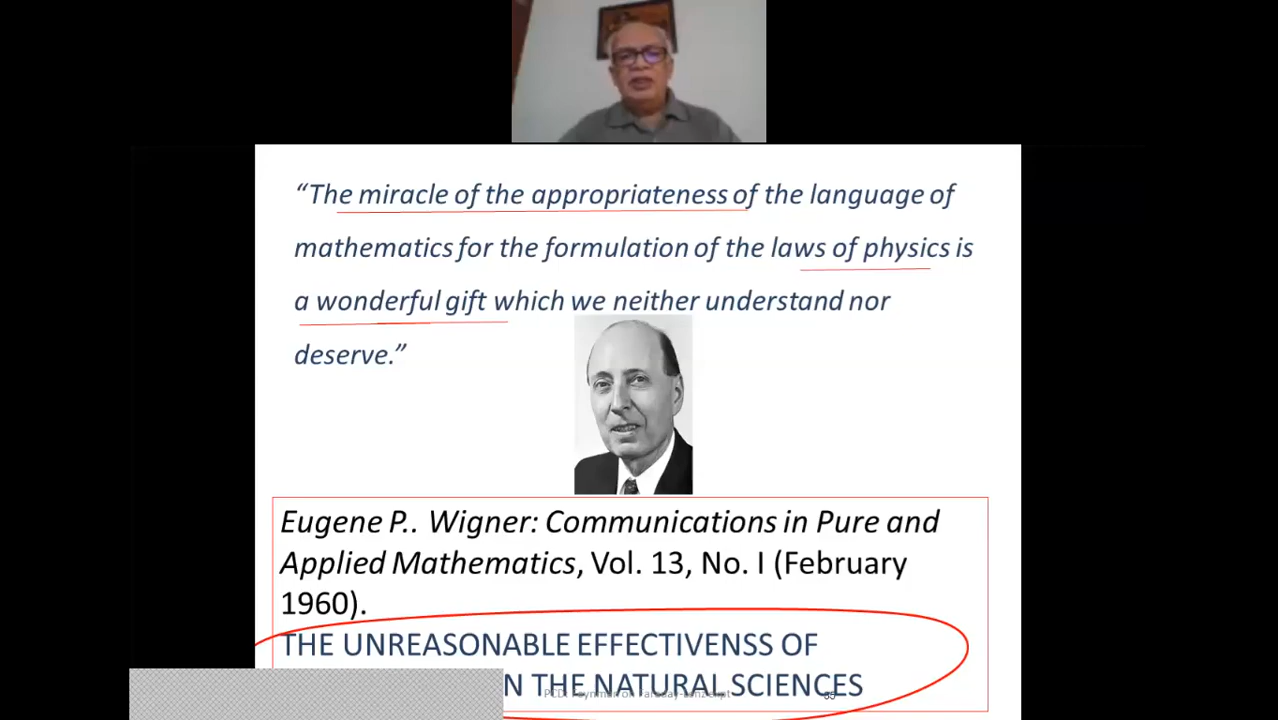 “The miracle of the appropriateness of the language of
mathematics for the formulation of the laws of physics is
a wonderful gift which we neither understand nor
deserve.”
Eugene P.. Wigner: Communications in Pure and
Applied Mathematics, Vol. 13, No. I (February
1960).
THE UNREASONABLE EFFECTIVENSS OF
N THE NATURAL SCIENCES